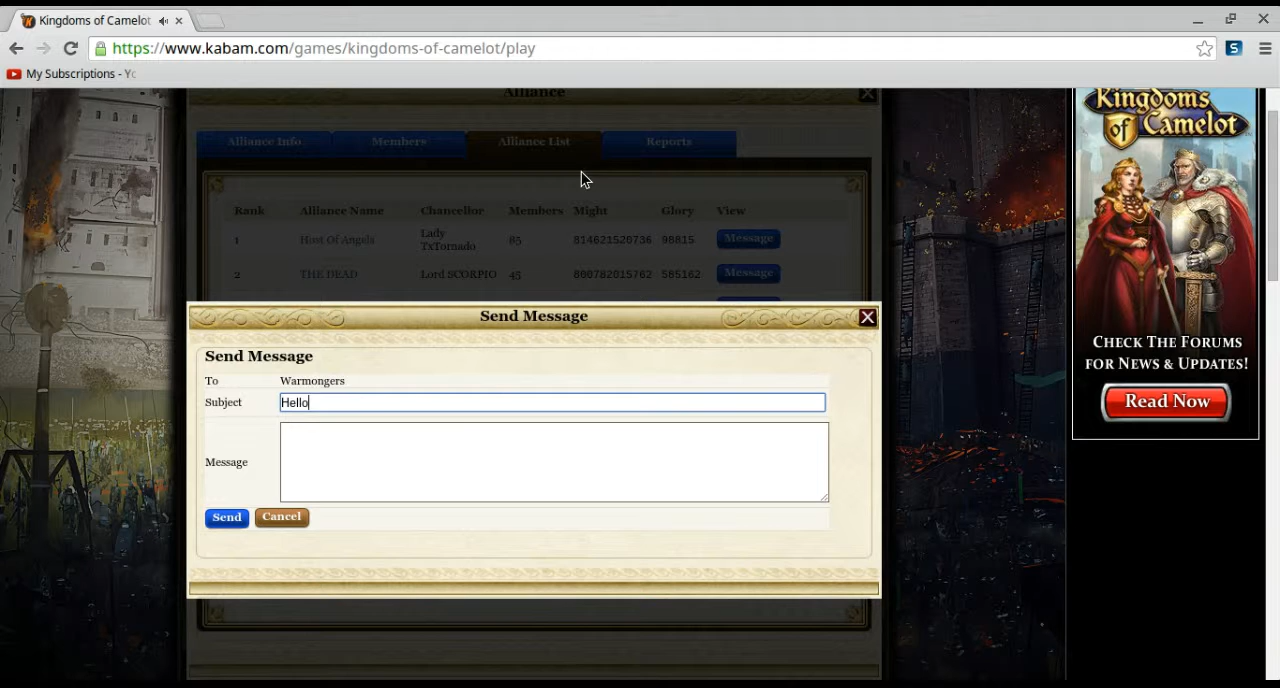 Kingdoms of Camelot
https://www.kabam.com/games/kingdoms-of-camelot/play
My Subscriptions - Yo
Alliance
Alliance Info Members Alliance List Reports
Rank Alliance Name Chancellor Members Might Glory View
1 Host Of Angels Lady TxTornado 85 814621520736 98815 Message
2 THE DEAD Lord SCORPIO 45 800782015762 585162 Message
Send Message
Send Message
To Warmongers
Subject Hello
Message
Send Cancel
Kingdoms
of Camelot
CHECK THE FORUMS
FOR NEWS & UPDATES!
Read Now